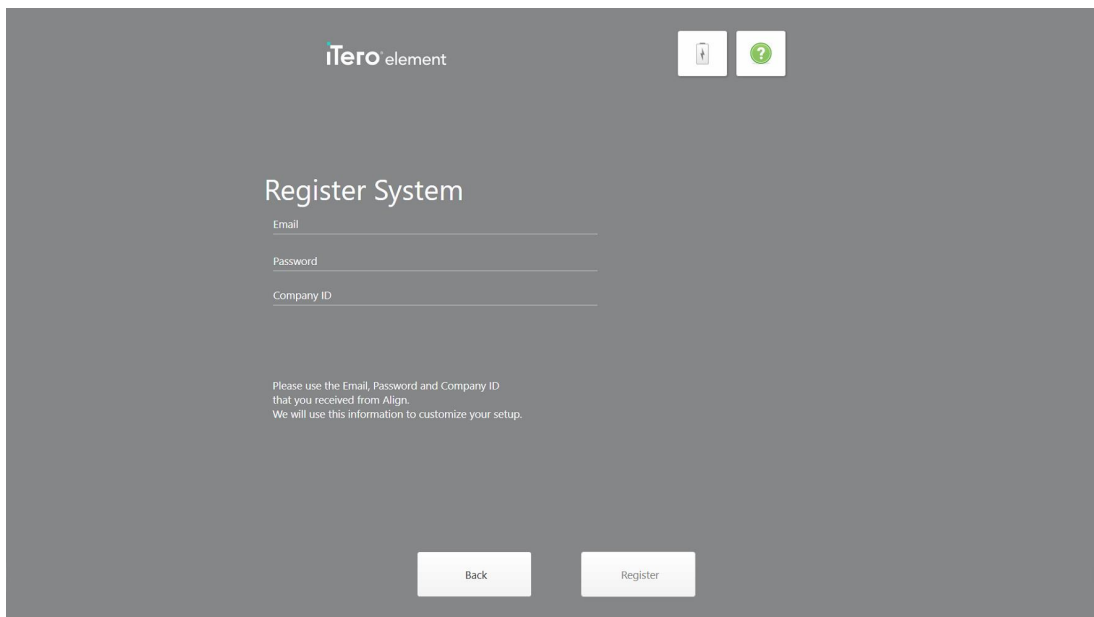 iTero element
?
Register System
Email
Password
Company ID
Please use the Email, Password and Company ID
that you received from Align.
We will use this information to customize your setup.
Back
Register